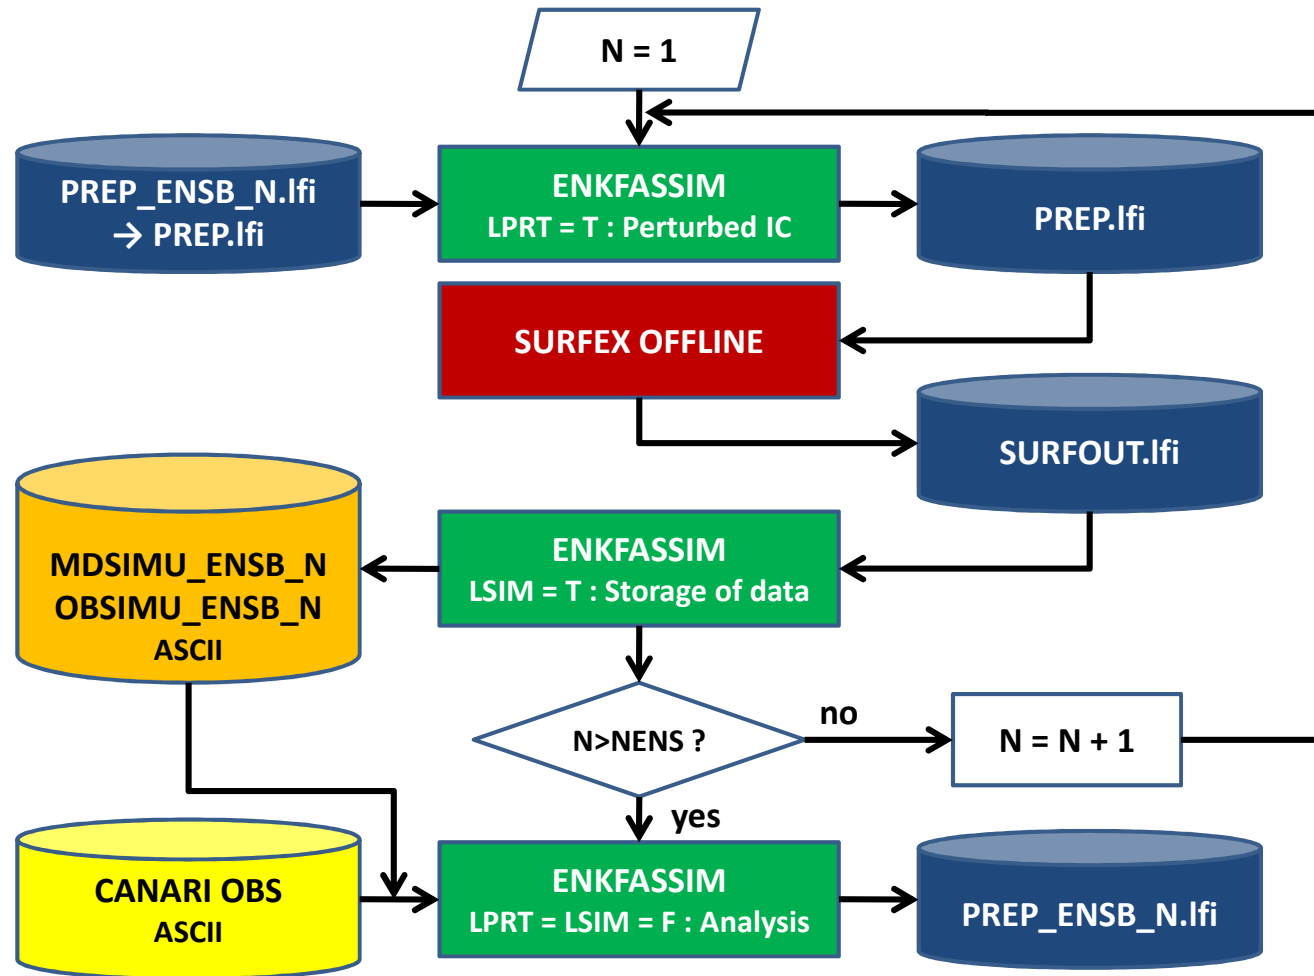 N = 1
PREP_ENSB_N.lfi
→ PREP.lfi
ENKFASSIM
LPRT = T : Perturbed IC
PREP.lfi
SURFEX OFFLINE
SURFOUT.lfi
MDSIMU_ENSB_N
OBSIMU_ENSB_N
ASCII
ENKFASSIM
LSIM = T : Storage of data
N>NENS ?
no
N = N + 1
yes
CANARI OBS
ASCII
ENKFASSIM
LPRT = LSIM = F : Analysis
PREP_ENSB_N.lfi